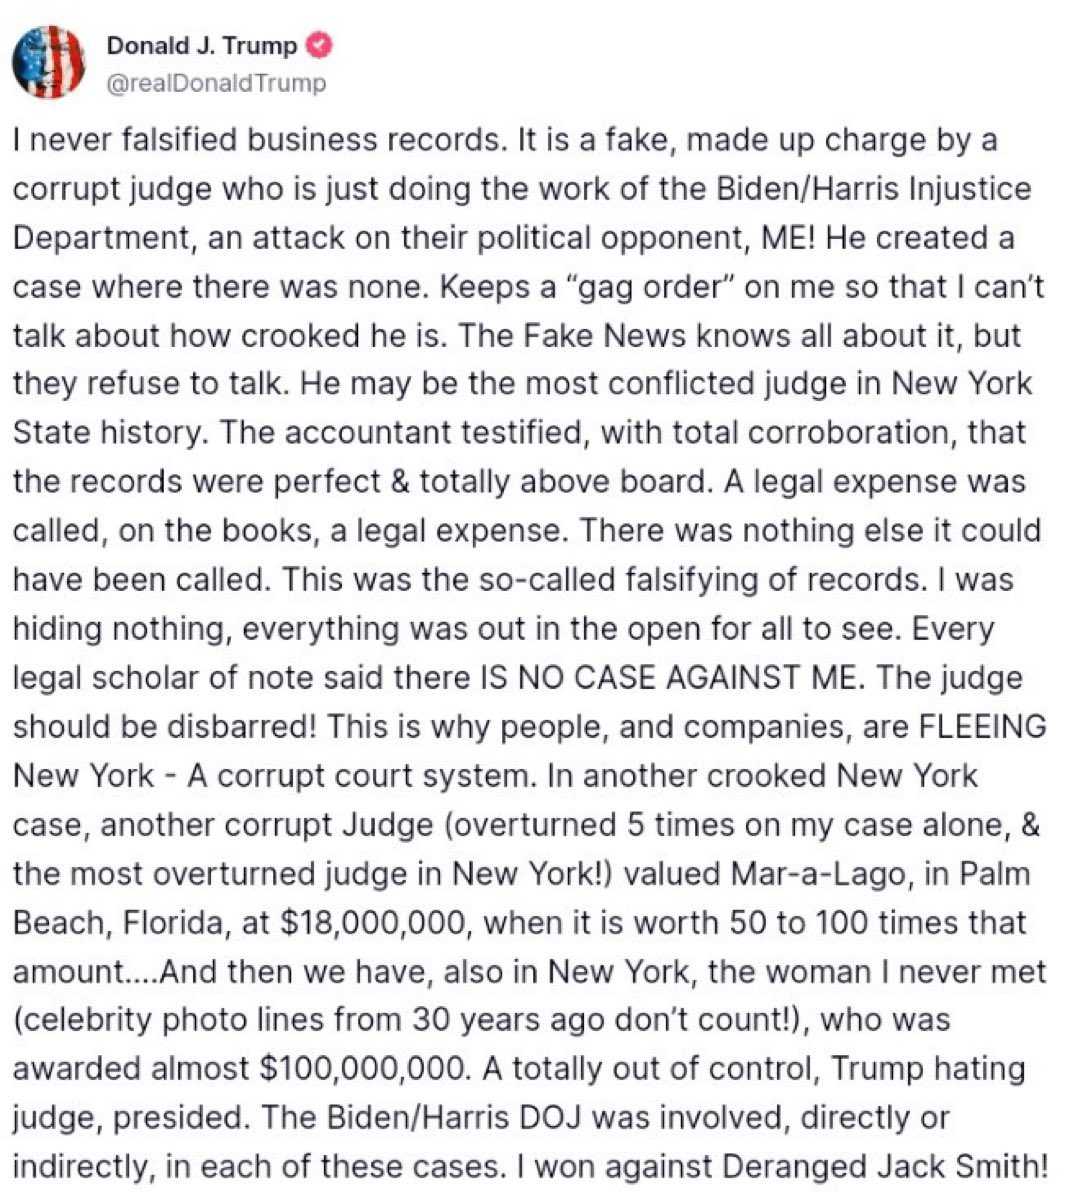 Donald J. Trump
@realDonaldTrump
I never falsified business records. It is a fake, made up charge by a
corrupt judge who is just doing the work of the Biden/Harris Injustice
Department, an attack on their political opponent, ME! He created a
case where there was none. Keeps a “gag order” on me so that I can’t
talk about how crooked he is. The Fake News knows all about it, but
they refuse to talk. He may be the most conflicted judge in New York
State history. The accountant testified, with total corroboration, that
the records were perfect & totally above board. A legal expense was
called, on the books, a legal expense. There was nothing else it could
have been called. This was the so-called falsifying of records. I was
hiding nothing, everything was out in the open for all to see. Every
legal scholar of note said there IS NO CASE AGAINST ME. The judge
should be disbarred! This is why people, and companies, are FLEEING
New York - A corrupt court system. In another crooked New York
case, another corrupt Judge (overturned 5 times on my case alone, &
the most overturned judge in New York!) valued Mar-a-Lago, in Palm
Beach, Florida, at $18,000,000, when it is worth 50 to 100 times that
amount....And then we have, also in New York, the woman I never met
(celebrity photo lines from 30 years ago don’t count!), who was
awarded almost $100,000,000. A totally out of control, Trump hating
judge, presided. The Biden/Harris DOJ was involved, directly or
indirectly, in each of these cases. I won against Deranged Jack Smith!